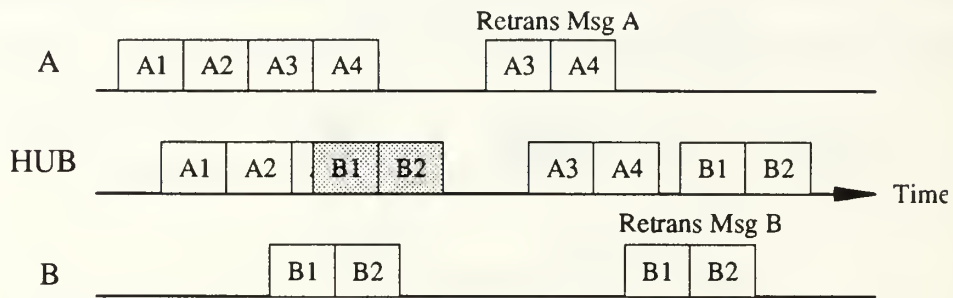 Retrans Msg A
A A1 A2 A3 A4 A3 A4
HUB A1 A2 B1 B2 A3 A4 B1 B2
Time
Retrans Msg B
B B1 B2 B1 B2